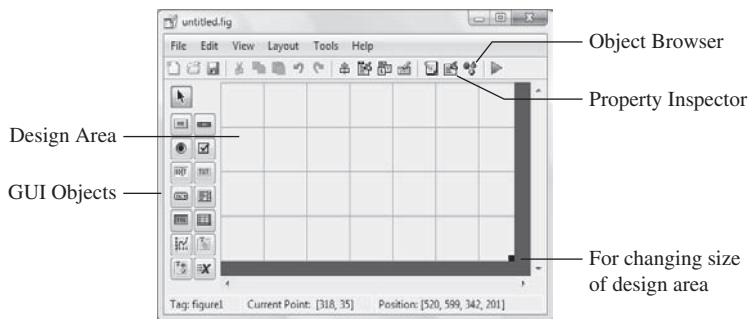 untitled.fig
File Edit View Layout Tools Help
Object Browser
Property Inspector
Design Area
GUI Objects
For changing size
of design area
Tag: figure1 Current Point: [318, 35] Position: [520, 599, 342, 201]